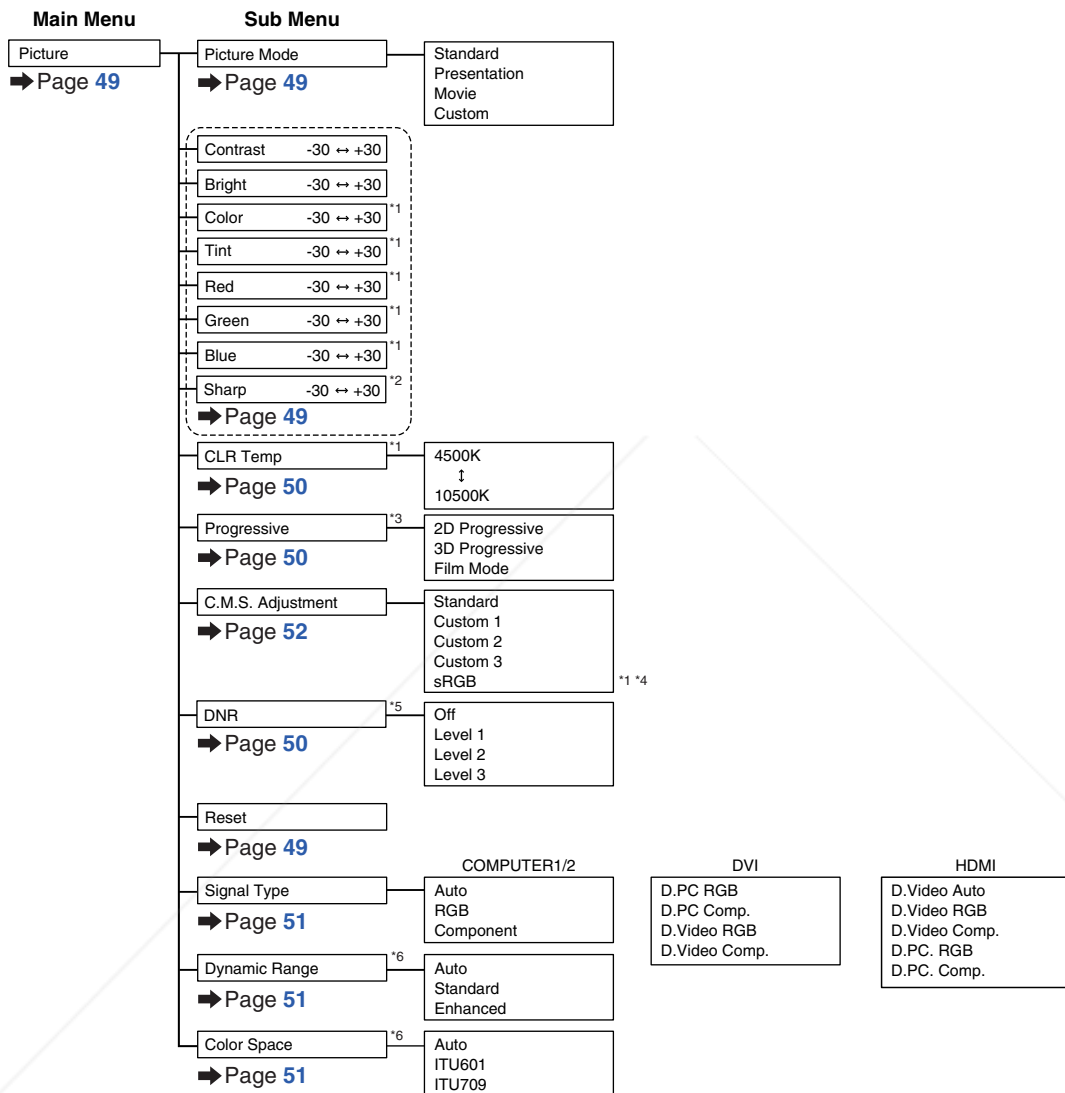 Main Menu
Sub Menu
Picture
➡ Page 49
Picture Mode
➡ Page 49
Standard
Presentation
Movie
Custom
Contrast -30 ↔ +30
Bright -30 ↔ +30
Color -30 ↔ +30 *1
Tint -30 ↔ +30 *1
Red -30 ↔ +30 *1
Green -30 ↔ +30 *1
Blue -30 ↔ +30 *1
Sharp -30 ↔ +30 *2
➡ Page 49
CLR Temp *1
➡ Page 50
4500K
↕
10500K
Progressive *3
➡ Page 50
2D Progressive
3D Progressive
Film Mode
C.M.S. Adjustment
➡ Page 52
Standard
Custom 1
Custom 2
Custom 3
sRGB *1 *4
DNR *5
➡ Page 50
Off
Level 1
Level 2
Level 3
Reset
➡ Page 49
Signal Type
➡ Page 51
COMPUTER1/2
Auto
RGB
Component
DVI
D.PC RGB
D.PC Comp.
D.Video RGB
D.Video Comp.
HDMI
D.Video Auto
D.Video RGB
D.Video Comp.
D.PC. RGB
D.PC. Comp.
Dynamic Range *6
➡ Page 51
Auto
Standard
Enhanced
Color Space *6
➡ Page 51
Auto
ITU601
ITU709